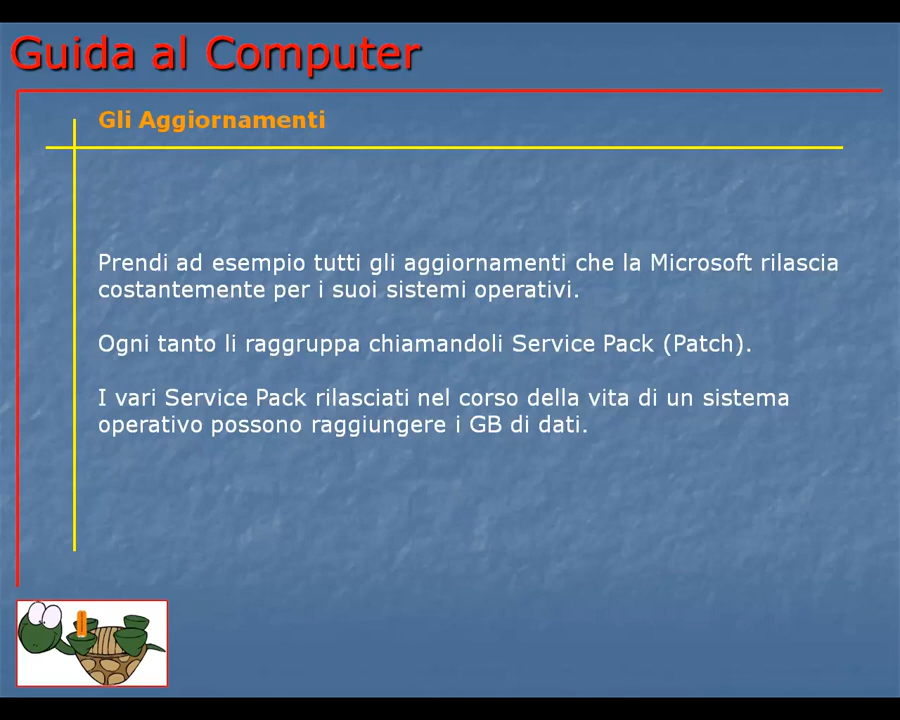 Guida al Computer
Gli Aggiornamenti
Prendi ad esempio tutti gli aggiornamenti che la Microsoft rilascia
costantemente per i suoi sistemi operativi.
Ogni tanto li raggruppa chiamandoli Service Pack (Patch).
I vari Service Pack rilasciati nel corso della vita di un sistema
operativo possono raggiungere i GB di dati.